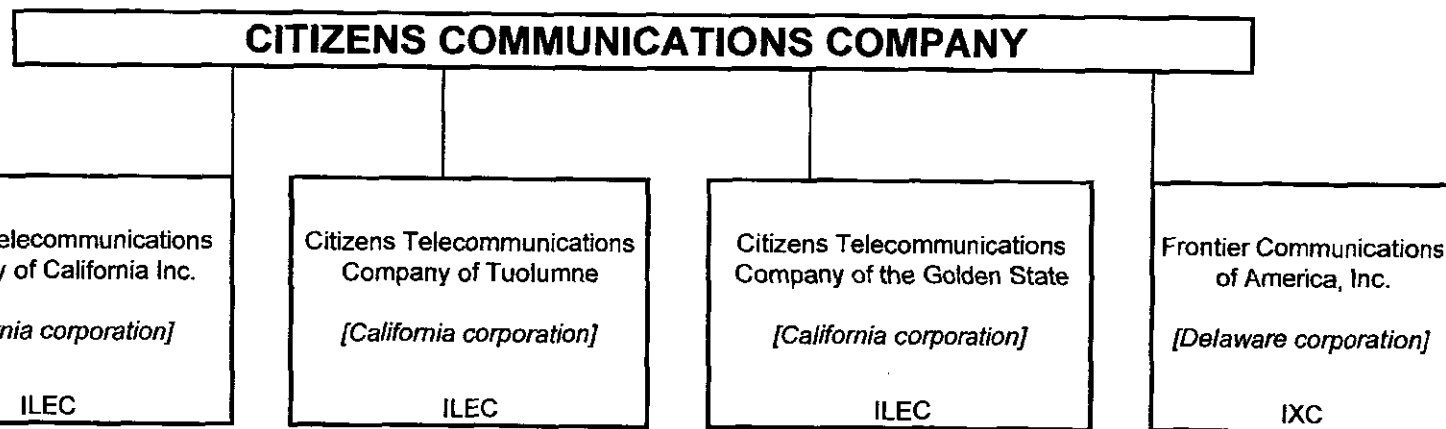 CITIZENS COMMUNICATIONS COMPANY
elecommunications
y of California Inc.
nia corporation]
ILEC
Citizens Telecommunications
Company of Tuolumne
[California corporation]
ILEC
Citizens Telecommunications
Company of the Golden State
[California corporation]
ILEC
Frontier Communications
of America, Inc.
[Delaware corporation]
IXC